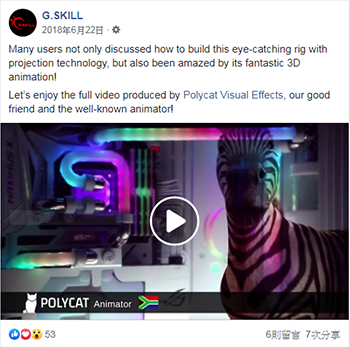 G.SKILL
2018年6月22日 ·
Many users not only discussed how to build this eye-catching rig with
projection technology, but also been amazed by its fantastic 3D
animation!
Let's enjoy the full video produced by Polycat Visual Effects, our good
friend and the well-known animator!
POLYCAT Animator
53
6則留言 7次分享